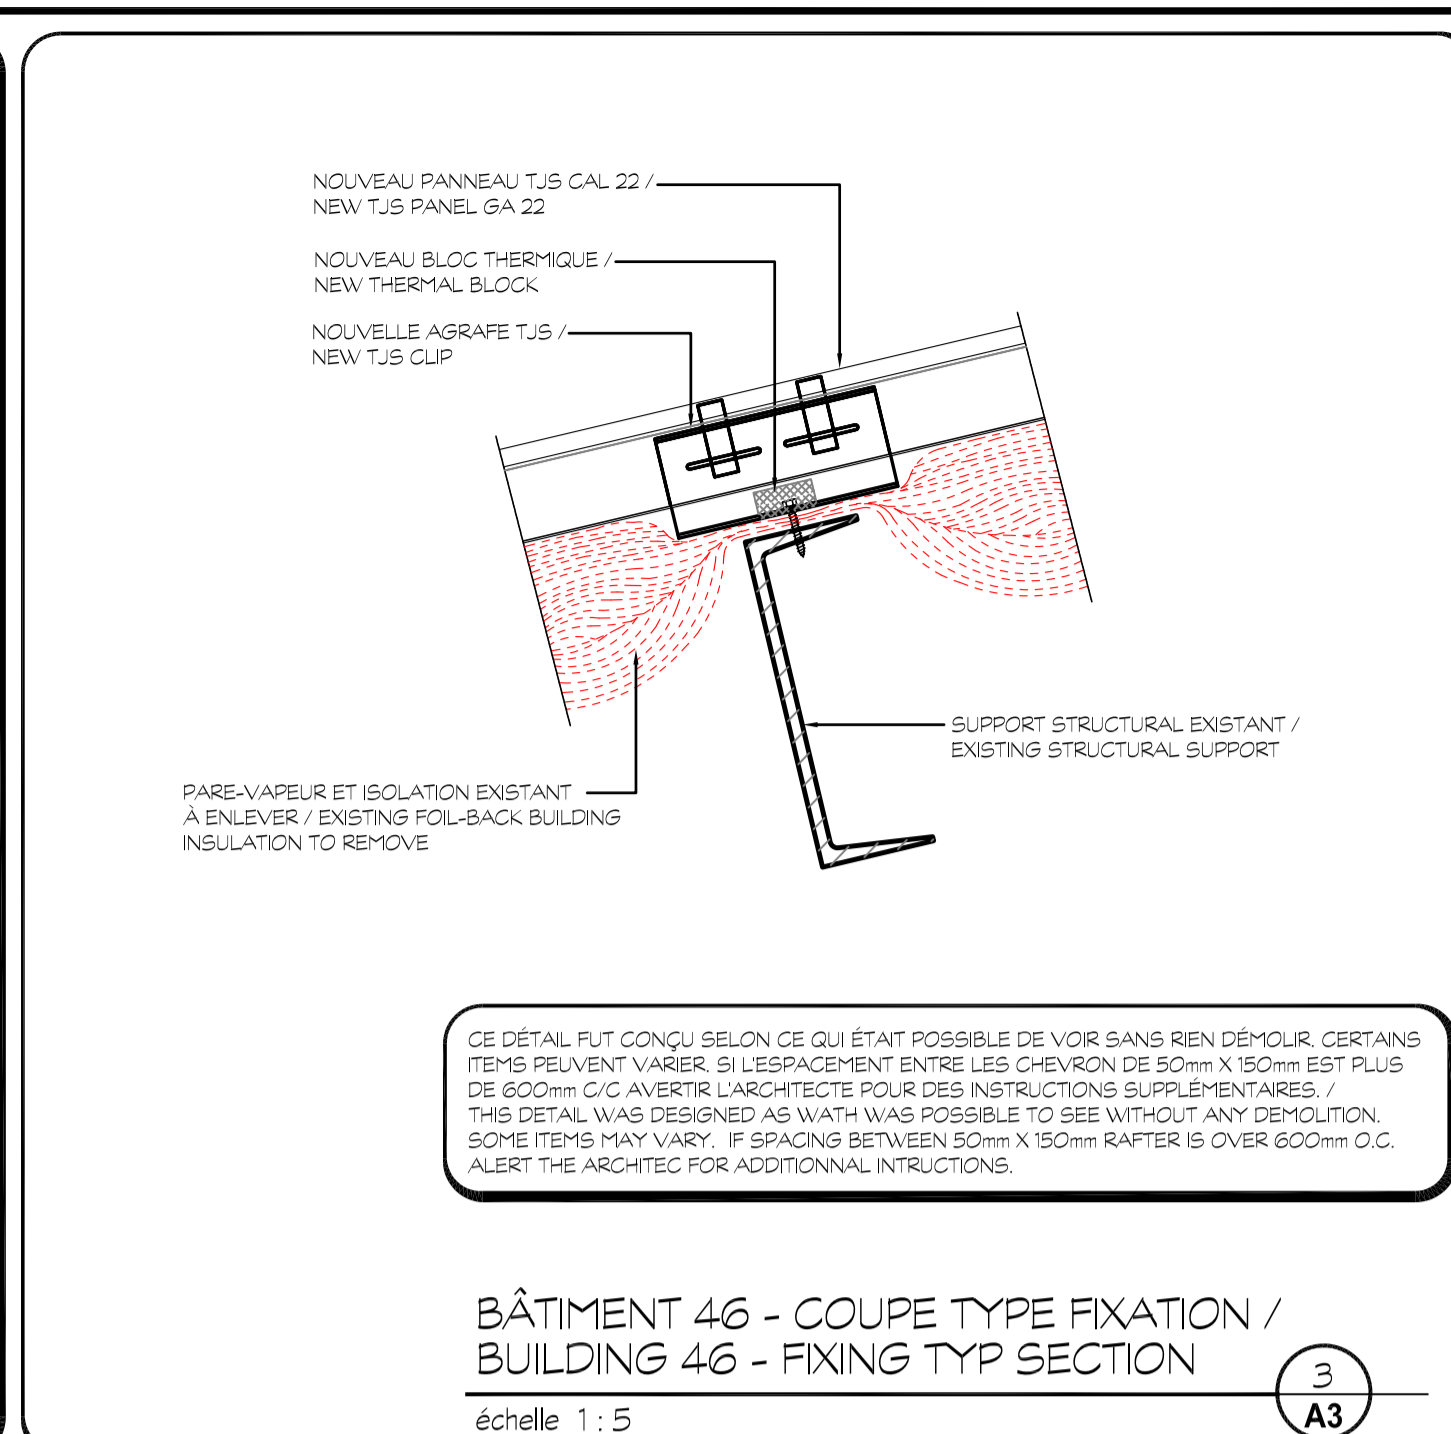 NOUVEAU PANNEAU TJS CAL 22 /
NEW TJS PANEL GA 22
NOUVEAU BLOC THERMIQUE /
NEW THERMAL BLOCK
NOUVELLE AGRAFE TJS /
NEW TJS CLIP
SUPPORT STRUCTURAL EXISTANT /
EXISTING STRUCTURAL SUPPORT
PARE-VAPEUR ET ISOLATION EXISTANT
À ENLEVER / EXISTING FOIL-BACK BUILDING
INSULATION TO REMOVE
CE DÉTAIL FUT CONÇU SELON CE QUI ÉTAIT POSSIBLE DE VOIR SANS RIEN DÉMOLIR. CERTAINS
ITEMS PEUVENT VARIER. SI L'ESPACEMENT ENTRE LES CHEVRON DE 50mm X 150mm EST PLUS
DE 600mm C/C AVERTIR L'ARCHITECTE POUR DES INSTRUCTIONS SUPPLÉMENTAIRES. /
THIS DETAIL WAS DESIGNED AS WATH WAS POSSIBLE TO SEE WITHOUT ANY DEMOLITION.
SOME ITEMS MAY VARY. IF SPACING BETWEEN 50mm X 150mm RAFTER IS OVER 600mm O.C.
ALERT THE ARCHITEC FOR ADDITIONNAL INTRUCTIONS.
BÂTIMENT 46 - COUPE TYPE FIXATION /
BUILDING 46 - FIXING TYP SECTION
échelle 1 : 5
3
A3